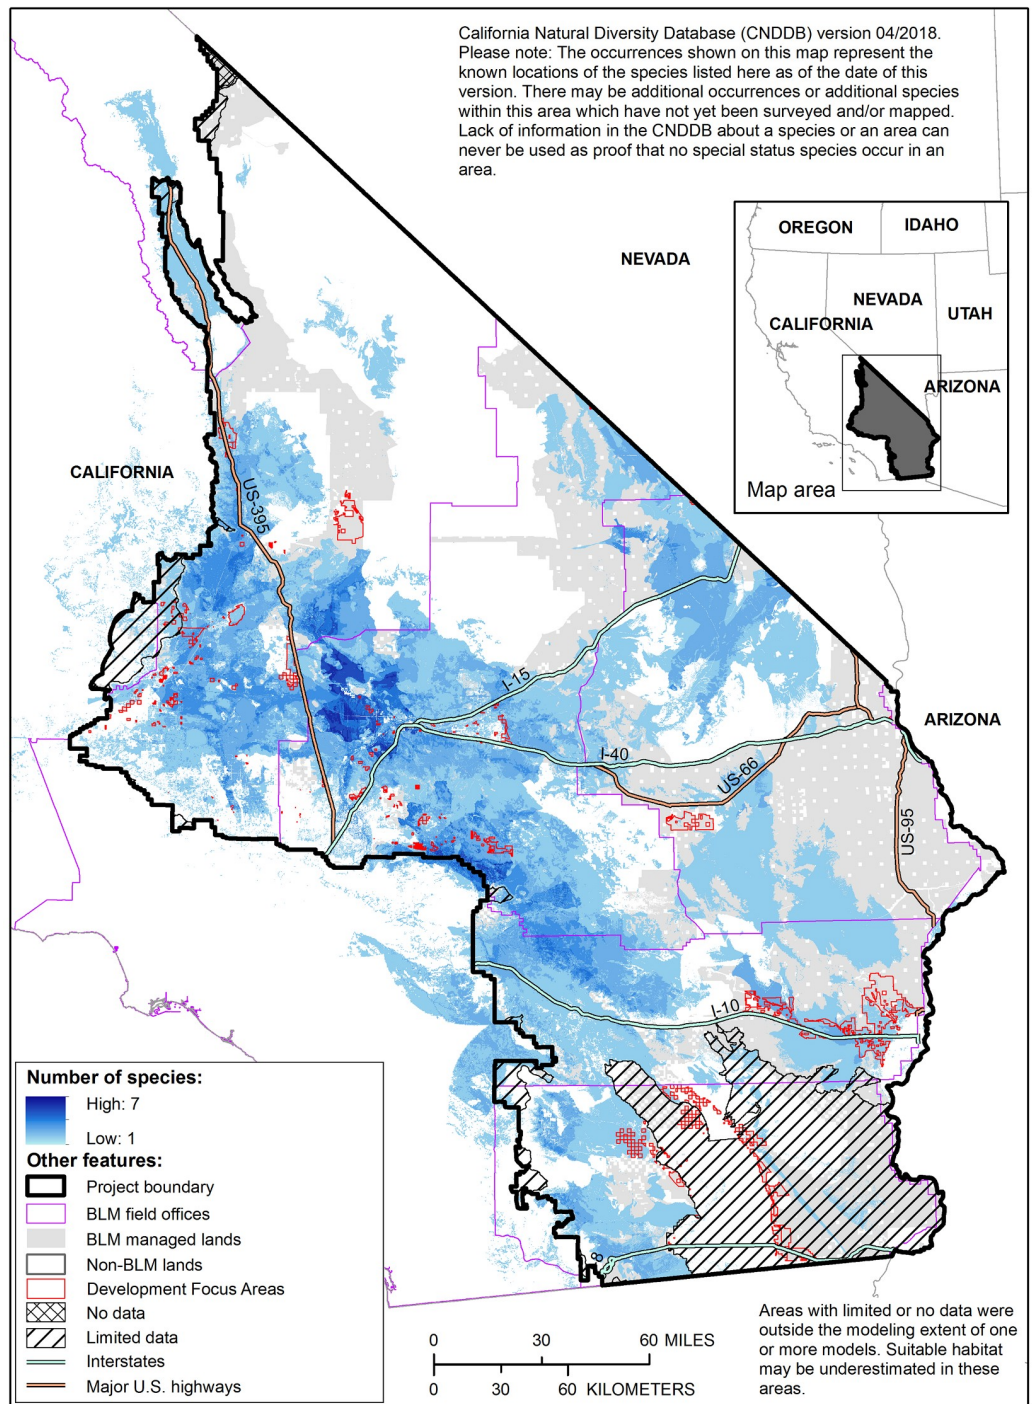 California Natural Diversity Database (CNDDB) version 04/2018.
Please note: The occurrences shown on this map represent the
known locations of the species listed here as of the date of this
version. There may be additional occurrences or additional species
within this area which have not yet been surveyed and/or mapped.
Lack of information in the CNDDB about a species or an area can
never be used as proof that no special status species occur in an
area.
OREGON
IDAHO
NEVADA
UTAH
CALIFORNIA
ARIZONA
Map area
NEVADA
CALIFORNIA
US-395
I-15
I-40
US-66
US-95
ARIZONA
I-10
8
Number of species:
High: 7
Low: 1
Other features:
Project boundary
BLM field offices
BLM managed lands
Non-BLM lands
Development Focus Areas
No data
Limited data
Interstates
Major U.S. highways
0 30 60 MILES
0 30 60 KILOMETERS
Areas with limited or no data were
outside the modeling extent of one
or more models. Suitable habitat
may be underestimated in these
areas.